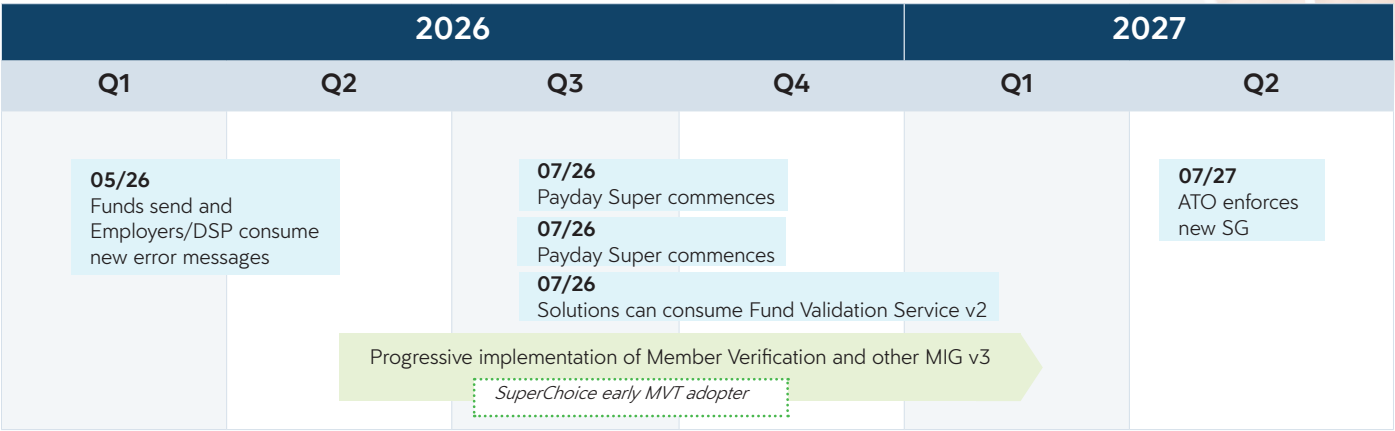 2026
2027
Q1
Q2
Q3
Q4
Q1
Q2
05/26
Funds send and
Employers/DSP consume
new error messages
07/26
Payday Super commences
07/26
Payday Super commences
07/26
Solutions can consume Fund Validation Service v2
07/27
ATO enforces
new SG
Progressive implementation of Member Verification and other MIG v3
SuperChoice early MVT adopter